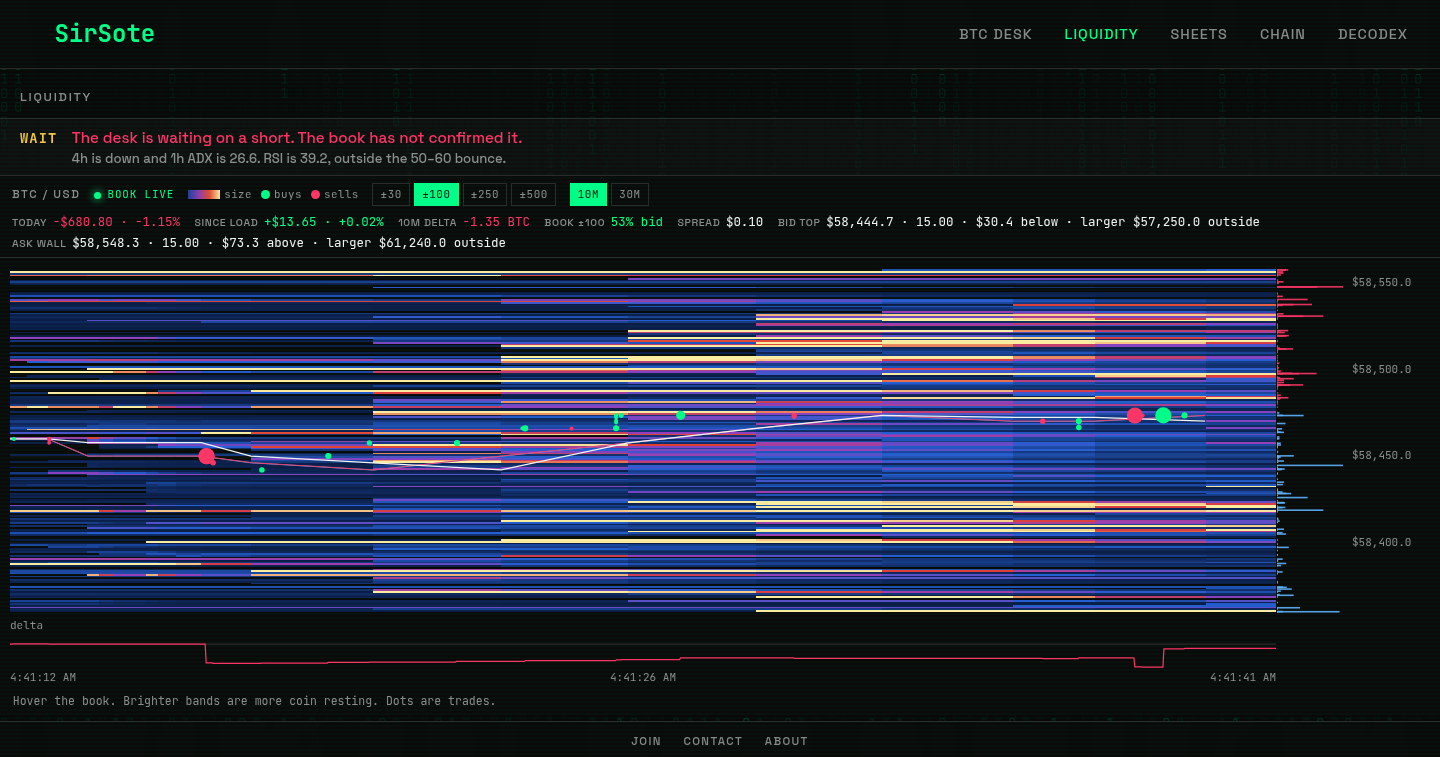 SirSote
BTC DESK LIQUIDITY SHEETS CHAIN DECODEX
LIQUIDITY
WAIT The desk is waiting on a short. The book has not confirmed it.
4h is down and 1h ADX is 26.6. RSI is 39.2, outside the 50–60 bounce.
BTC / USD BOOK LIVE size buys sells ±30 ±100 ±250 ±500 10M 30M
TODAY -$680.80 · -1.15% SINCE LOAD +$13.65 · +0.02% 10M DELTA -1.35 BTC BOOK ±100 53% bid SPREAD $0.10 BID TOP $58,444.7 · 15.00 · $30.4 below · larger $57,250.0 outside
ASK WALL $58,548.3 · 15.00 · $73.3 above · larger $61,240.0 outside
$58,550.0
$58,500.0
$58,450.0
$58,400.0
delta
4:41:12 AM 4:41:26 AM 4:41:41 AM
Hover the book. Brighter bands are more coin resting. Dots are trades.
JOIN CONTACT ABOUT